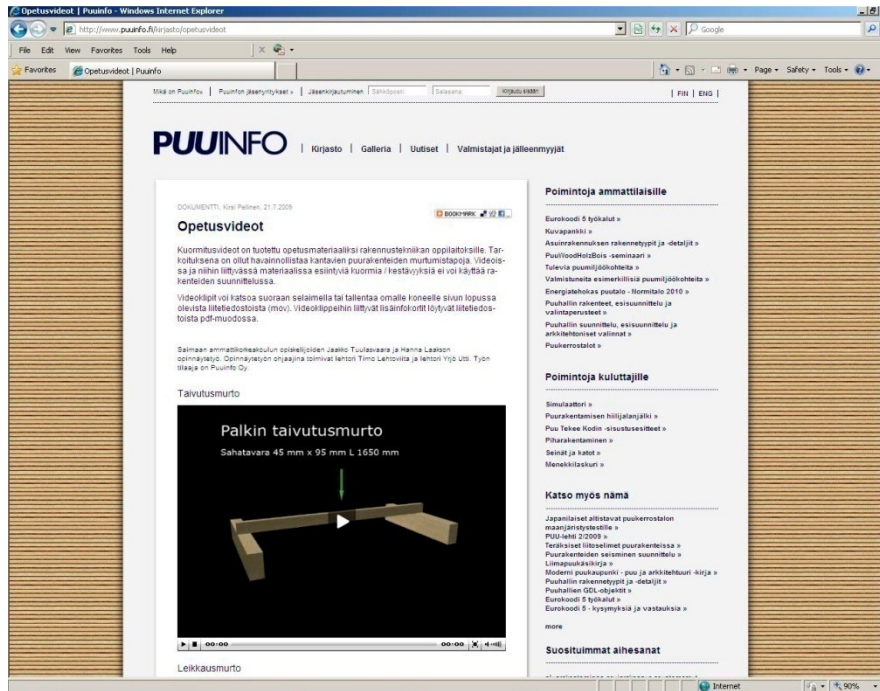 Opetusvideot | Puuinfo - Windows Internet Explorer
http://www.puuinfo.fi/kirjasto/opetusvideot
Google
File Edit View Favorites Tools Help
Favorites
Opetusvideot | Puuinfo
Page Safety Tools
Mikä on Puuinfo» | Puuinfon jäsenyritykset » | Jäsenkirjautuminen
Kirjaudu sisään
| FIN | ENG |
PUUINFO | Kirjasto | Galleria | Uutiset | Valmistajat ja jälleenmyyjät
DOKUMENTTI, Kirsi Pellinen, 21.7.2009
BOOKMARK
Opetusvideot
Kuormitusvideot on tuotettu opetusmateriaaliksi rakennustekniikan oppilaitoksille. Tar-
koituksena on ollut havainnollistaa kantavien puurakenteiden murtumistapoja. Videois-
sa ja niihin liittyvässä materiaalissa esiintyviä kuormia / kestävyyksiä ei voi käyttää ra-
kenteiden suunnittelussa.
Videoklipit voi katsoa suoraan selaimella tai tallentaa omalle koneelle sivun lopussa
olevista liitetiedostoista (mov). Videoklippeihin liittyvät lisäinfokortit löytyvät liitetiedos-
toista pdf-muodossa.
Saimaan ammattikorkeakoulun opiskelijoiden Jaakko Tuulasvaara ja Hanna Laakson
opinnäytetyö. Opinnäytetyön ohjaajina toimivat lehtori Timo Lehtoviita ja lehtori Yrjö Utti. Työn
tilaaja on Puuinfo Oy.
Taivutusmurto
Palkin taivutusmurto
Sahatavara 45 mm x 95 mm L 1650 mm
00:00
00:00
Leikkausmurto
Poimintoja ammattilaisille
Eurokoodi 5 työkalut »
Kuvapankki »
Asuinrakennuksen rakennetyypit ja -detaljit »
PuuWoodHolzBois -seminaari »
Tulevia puumiljöökohteita »
Valmistuneita esimerkillisiä puumiljöökohteita »
Energiatehokas puutalo - Normitalo 2010 »
Puuhallin rakenteet, esisuunnittelu ja
valintaperusteet »
Puuhallin suunnittelu, esisuunnittelu ja
arkkitehtoniset valinnat »
Puukerrostalot »
Poimintoja kuluttajille
Simulaattori »
Puurakentamisen hiilijalanjälki »
Puu Tekee Kodin -sisustusesitteet »
Piharakentaminen »
Seinät ja katot »
Menekkilaskuri »
Katso myös nämä
Japanilaiset altistavat puukerrostalon
maanjäristystestille »
PUU-lehti 2/2009 »
Teräksiset liitoselimet puurakenteissa »
Puurakenteiden seisminen suunnittelu »
Liimapuukäsikirja »
Moderni puukaupunki - puu ja arkkitehtuuri -kirja »
Puuhallin rakennetyypit ja -detaljit »
Puuhallien GDL-objektit »
Eurokoodi 5 työkalut »
Eurokoodi 5 - kysymyksiä ja vastauksia »
more
Suosituimmat aihesanat
Internet
90%